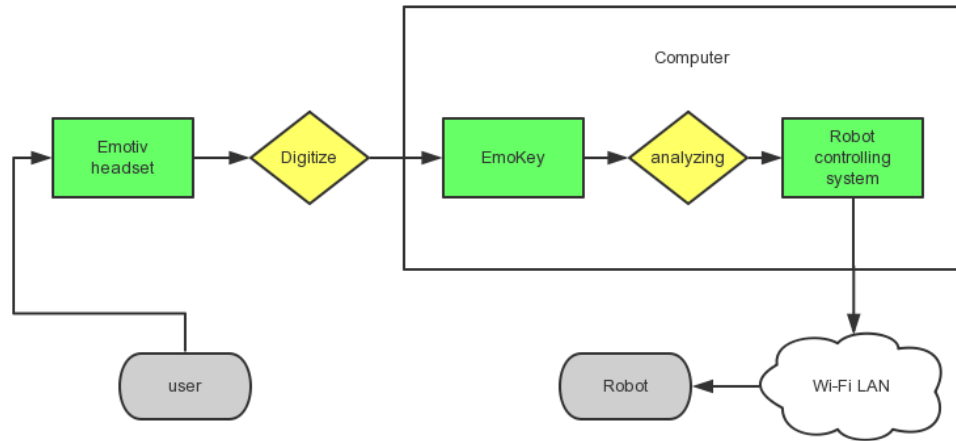 Computer
Emotiv
headset
Digitize
EmoKey
analyzing
Robot
controlling
system
user
Robot
Wi-Fi LAN